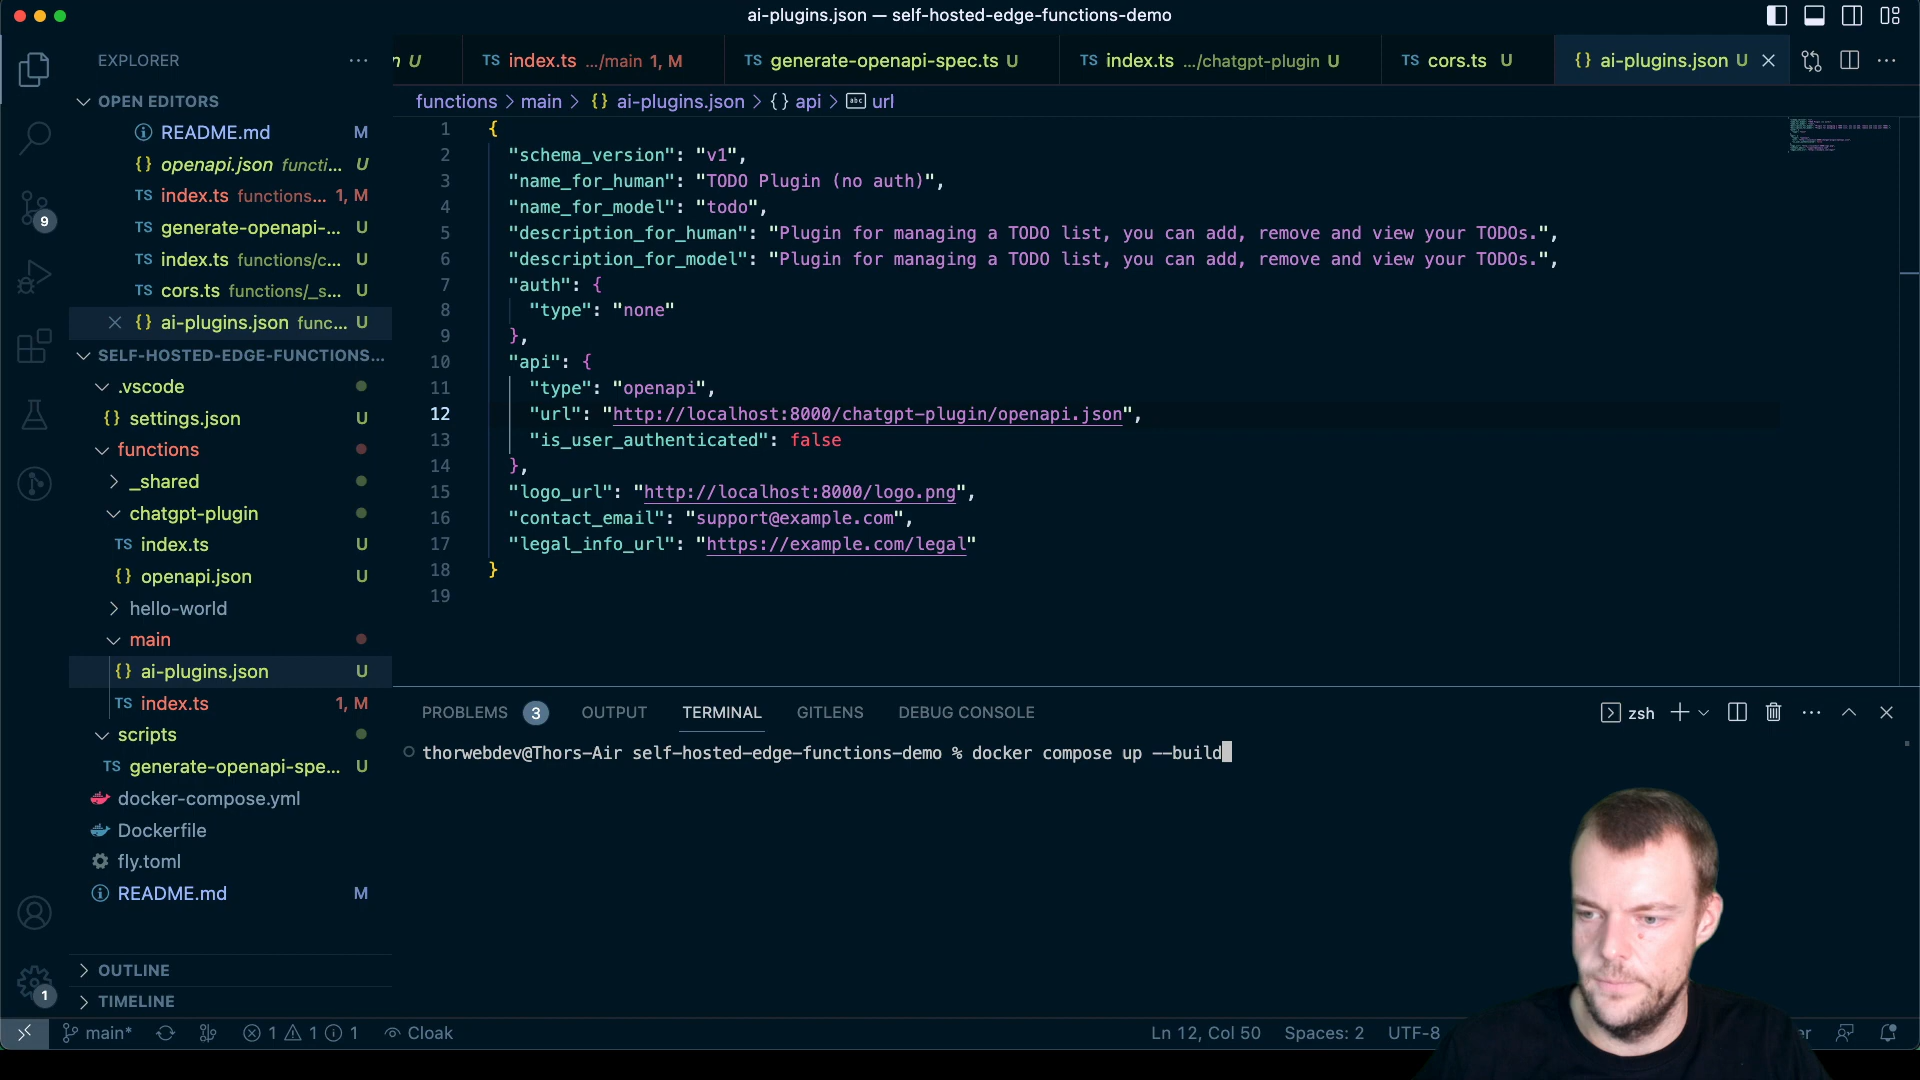 ai-plugins.json — self-hosted-edge-functions-demo
EXPLORER
OPEN EDITORS
README.md M
openapi.json functi... U
index.ts functions... 1, M
generate-openapi-... U
index.ts functions/c... U
cors.ts functions/_s... U
ai-plugins.json func... U
SELF-HOSTED-EDGE-FUNCTIONS...
.vscode
settings.json U
functions
_shared
chatgpt-plugin
index.ts U
openapi.json U
hello-world
main
ai-plugins.json U
index.ts 1, M
scripts
generate-openapi-spe... U
docker-compose.yml
Dockerfile
fly.toml
README.md M
OUTLINE
TIMELINE
9
1
n U
TS index.ts .../main 1, M
TS generate-openapi-spec.ts U
TS index.ts .../chatgpt-plugin U
TS cors.ts U
{} ai-plugins.json U
functions > main > {} ai-plugins.json > {} api > abc url
1 {
2 "schema_version": "v1",
3 "name_for_human": "TODO Plugin (no auth)",
4 "name_for_model": "todo",
5 "description_for_human": "Plugin for managing a TODO list, you can add, remove and view your TODOs.",
6 "description_for_model": "Plugin for managing a TODO list, you can add, remove and view your TODOs.",
7 "auth": {
8 "type": "none"
9 },
10 "api": {
11 "type": "openapi",
12 "url": "http://localhost:8000/chatgpt-plugin/openapi.json",
13 "is_user_authenticated": false
14 },
15 "logo_url": "http://localhost:8000/logo.png",
16 "contact_email": "support@example.com",
17 "legal_info_url": "https://example.com/legal"
18 }
19
PROBLEMS 3 OUTPUT TERMINAL GITLENS DEBUG CONSOLE
zsh
thorwebdev@Thors-Air self-hosted-edge-functions-demo % docker compose up --build
main* 1 1 1 Cloak
Ln 12, Col 50 Spaces: 2 UTF-8